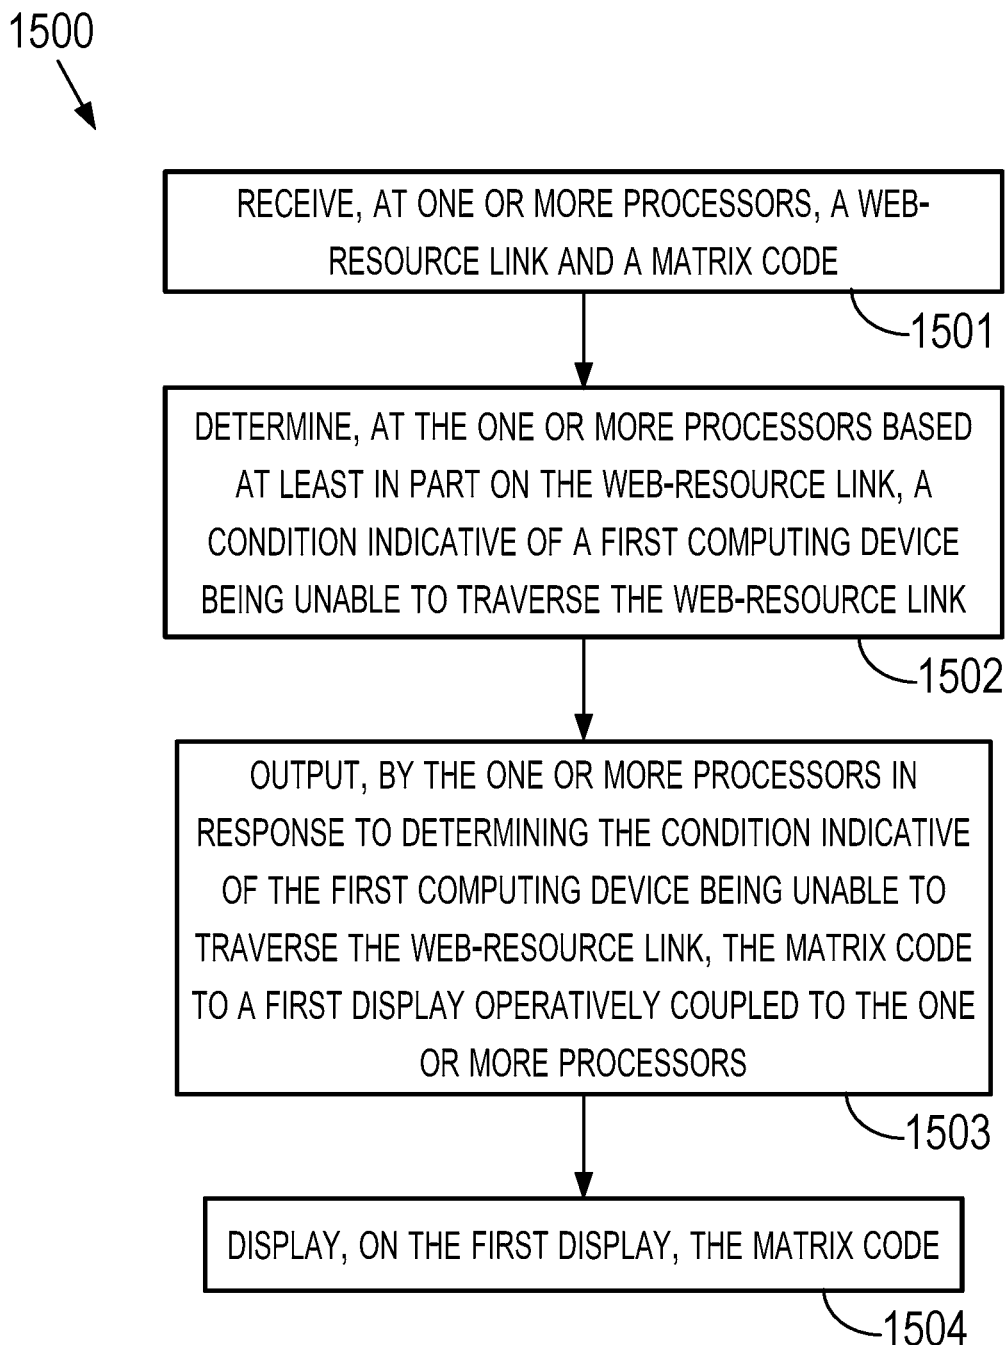 1500
RECEIVE, AT ONE OR MORE PROCESSORS, A WEB-
RESOURCE LINK AND A MATRIX CODE
1501
DETERMINE, AT THE ONE OR MORE PROCESSORS BASED
AT LEAST IN PART ON THE WEB-RESOURCE LINK, A
CONDITION INDICATIVE OF A FIRST COMPUTING DEVICE
BEING UNABLE TO TRAVERSE THE WEB-RESOURCE LINK
1502
OUTPUT, BY THE ONE OR MORE PROCESSORS IN
RESPONSE TO DETERMINING THE CONDITION INDICATIVE
OF THE FIRST COMPUTING DEVICE BEING UNABLE TO
TRAVERSE THE WEB-RESOURCE LINK, THE MATRIX CODE
TO A FIRST DISPLAY OPERATIVELY COUPLED TO THE ONE
OR MORE PROCESSORS
1503
DISPLAY, ON THE FIRST DISPLAY, THE MATRIX CODE
1504